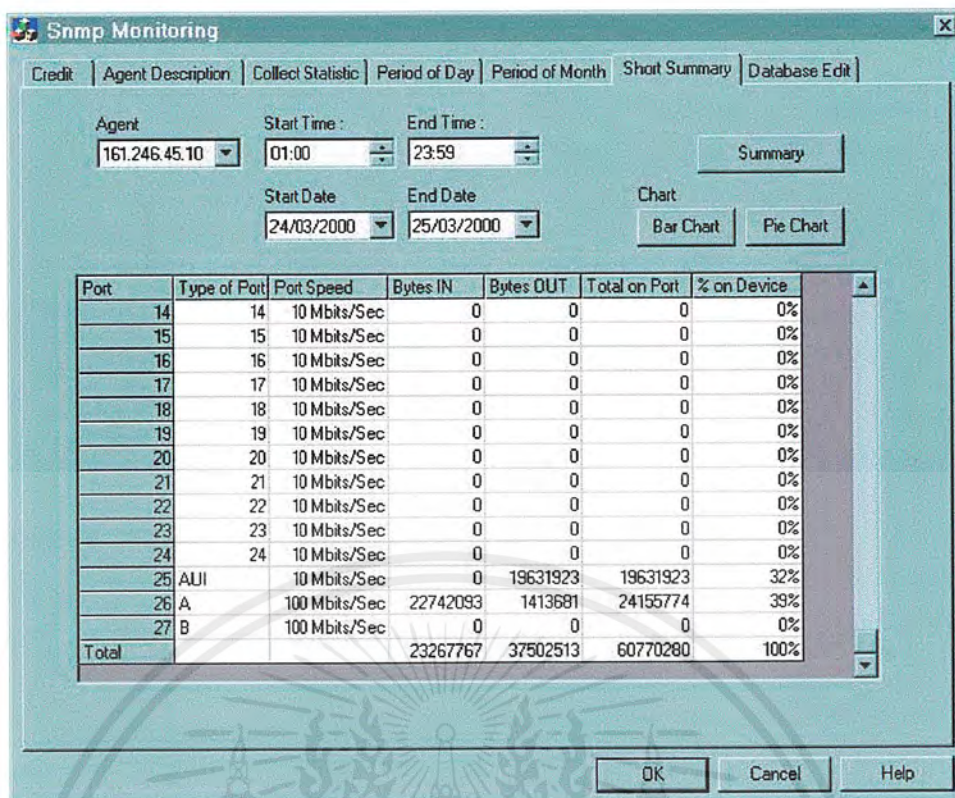 Snmp Monitoring
Credit Agent Description Collect Statistic Period of Day Period of Month Short Summary Database Edit
Agent Start Time : End Time :
161.246.45.10 01:00 23:59 Summary
Start Date End Date Chart
24/03/2000 25/03/2000 Bar Chart Pie Chart
Port Type of Port Port Speed Bytes IN Bytes OUT Total on Port % on Device
14 14 10 Mbits/Sec 0 0 0 0%
15 15 10 Mbits/Sec 0 0 0 0%
16 16 10 Mbits/Sec 0 0 0 0%
17 17 10 Mbits/Sec 0 0 0 0%
18 18 10 Mbits/Sec 0 0 0 0%
19 19 10 Mbits/Sec 0 0 0 0%
20 20 10 Mbits/Sec 0 0 0 0%
21 21 10 Mbits/Sec 0 0 0 0%
22 22 10 Mbits/Sec 0 0 0 0%
23 23 10 Mbits/Sec 0 0 0 0%
24 24 10 Mbits/Sec 0 0 0 0%
25 AUI 10 Mbits/Sec 0 19631923 19631923 32%
26 A 100 Mbits/Sec 22742093 1413681 24155774 39%
27 B 100 Mbits/Sec 0 0 0 0%
Total 23267767 37502513 60770280 100%
OK Cancel Help